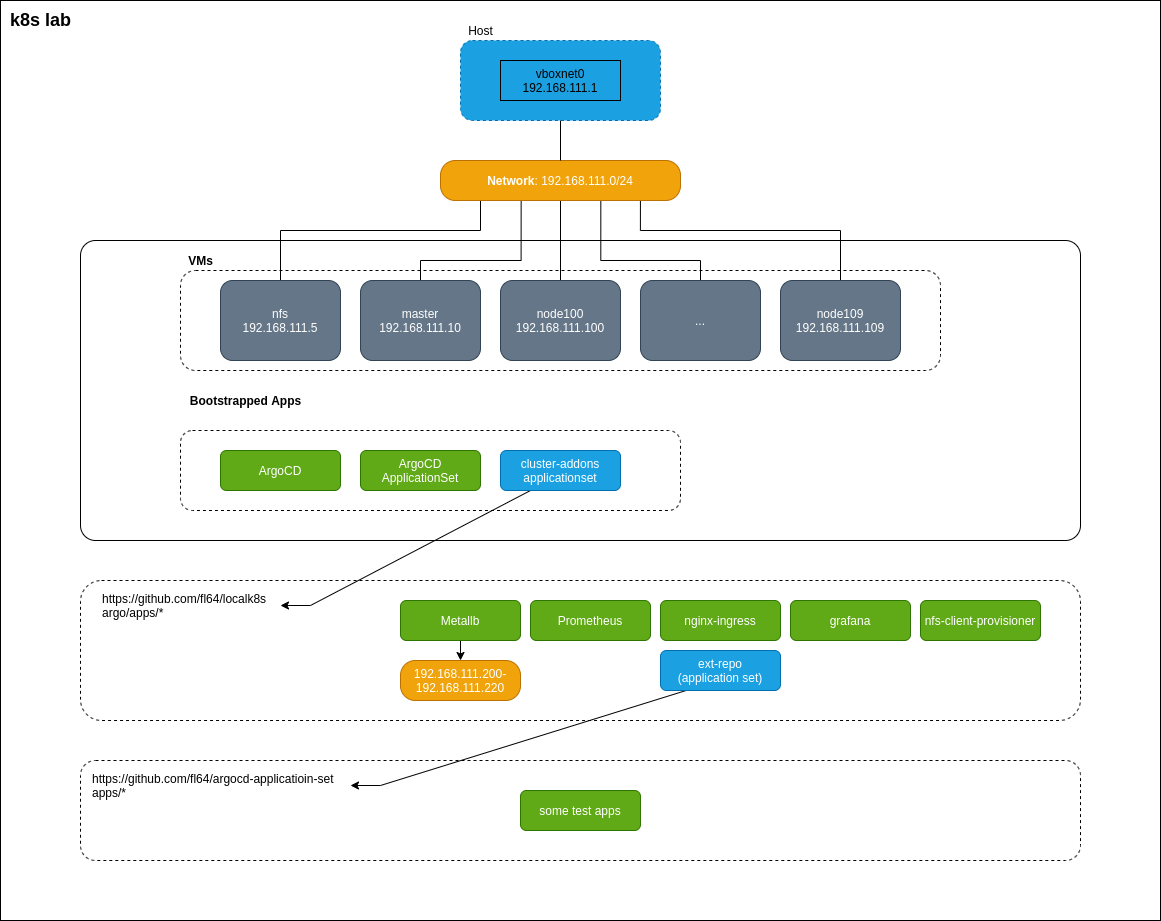 k8s lab
Host
vboxnet0
192.168.111.1
Network: 192.168.111.0/24
VMs
nfs
192.168.111.5
master
192.168.111.10
node100
192.168.111.100
...
node109
192.168.111.109
Bootstrapped Apps
ArgoCD
ArgoCD
ApplicationSet
cluster-addons
applicationset
https://github.com/fl64/localk8s
argo/apps/*
Metallb
Prometheus
nginx-ingress
grafana
nfs-client-provisioner
192.168.111.200-
192.168.111.220
ext-repo
(application set)
https://github.com/fl64/argocd-applicatioin-set
apps/*
some test apps